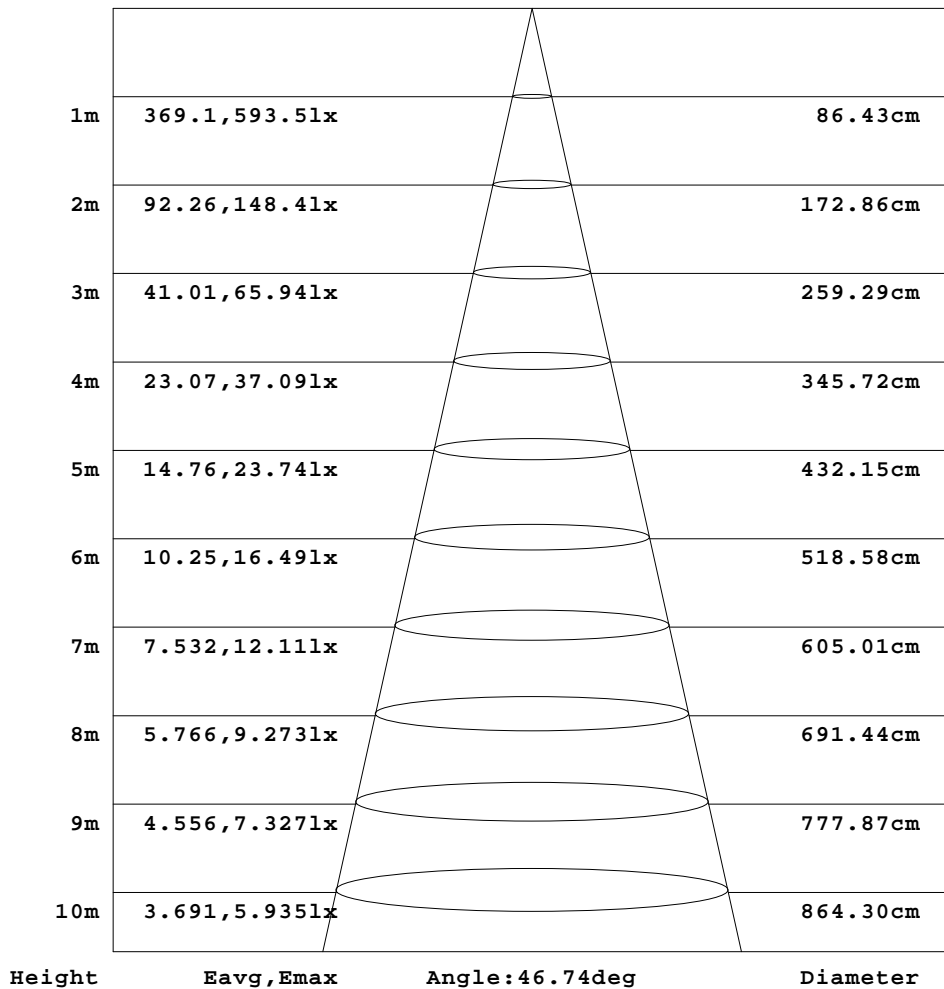 1m 369.1,593.5lx 86.43cm
2m 92.26,148.4lx 172.86cm
3m 41.01,65.94lx 259.29cm
4m 23.07,37.09lx 345.72cm
5m 14.76,23.74lx 432.15cm
6m 10.25,16.49lx 518.58cm
7m 7.532,12.11lx 605.01cm
8m 5.766,9.273lx 691.44cm
9m 4.556,7.327lx 777.87cm
10m 3.691,5.935lx 864.30cm
Height Eavg,Emax Angle:46.74deg Diameter